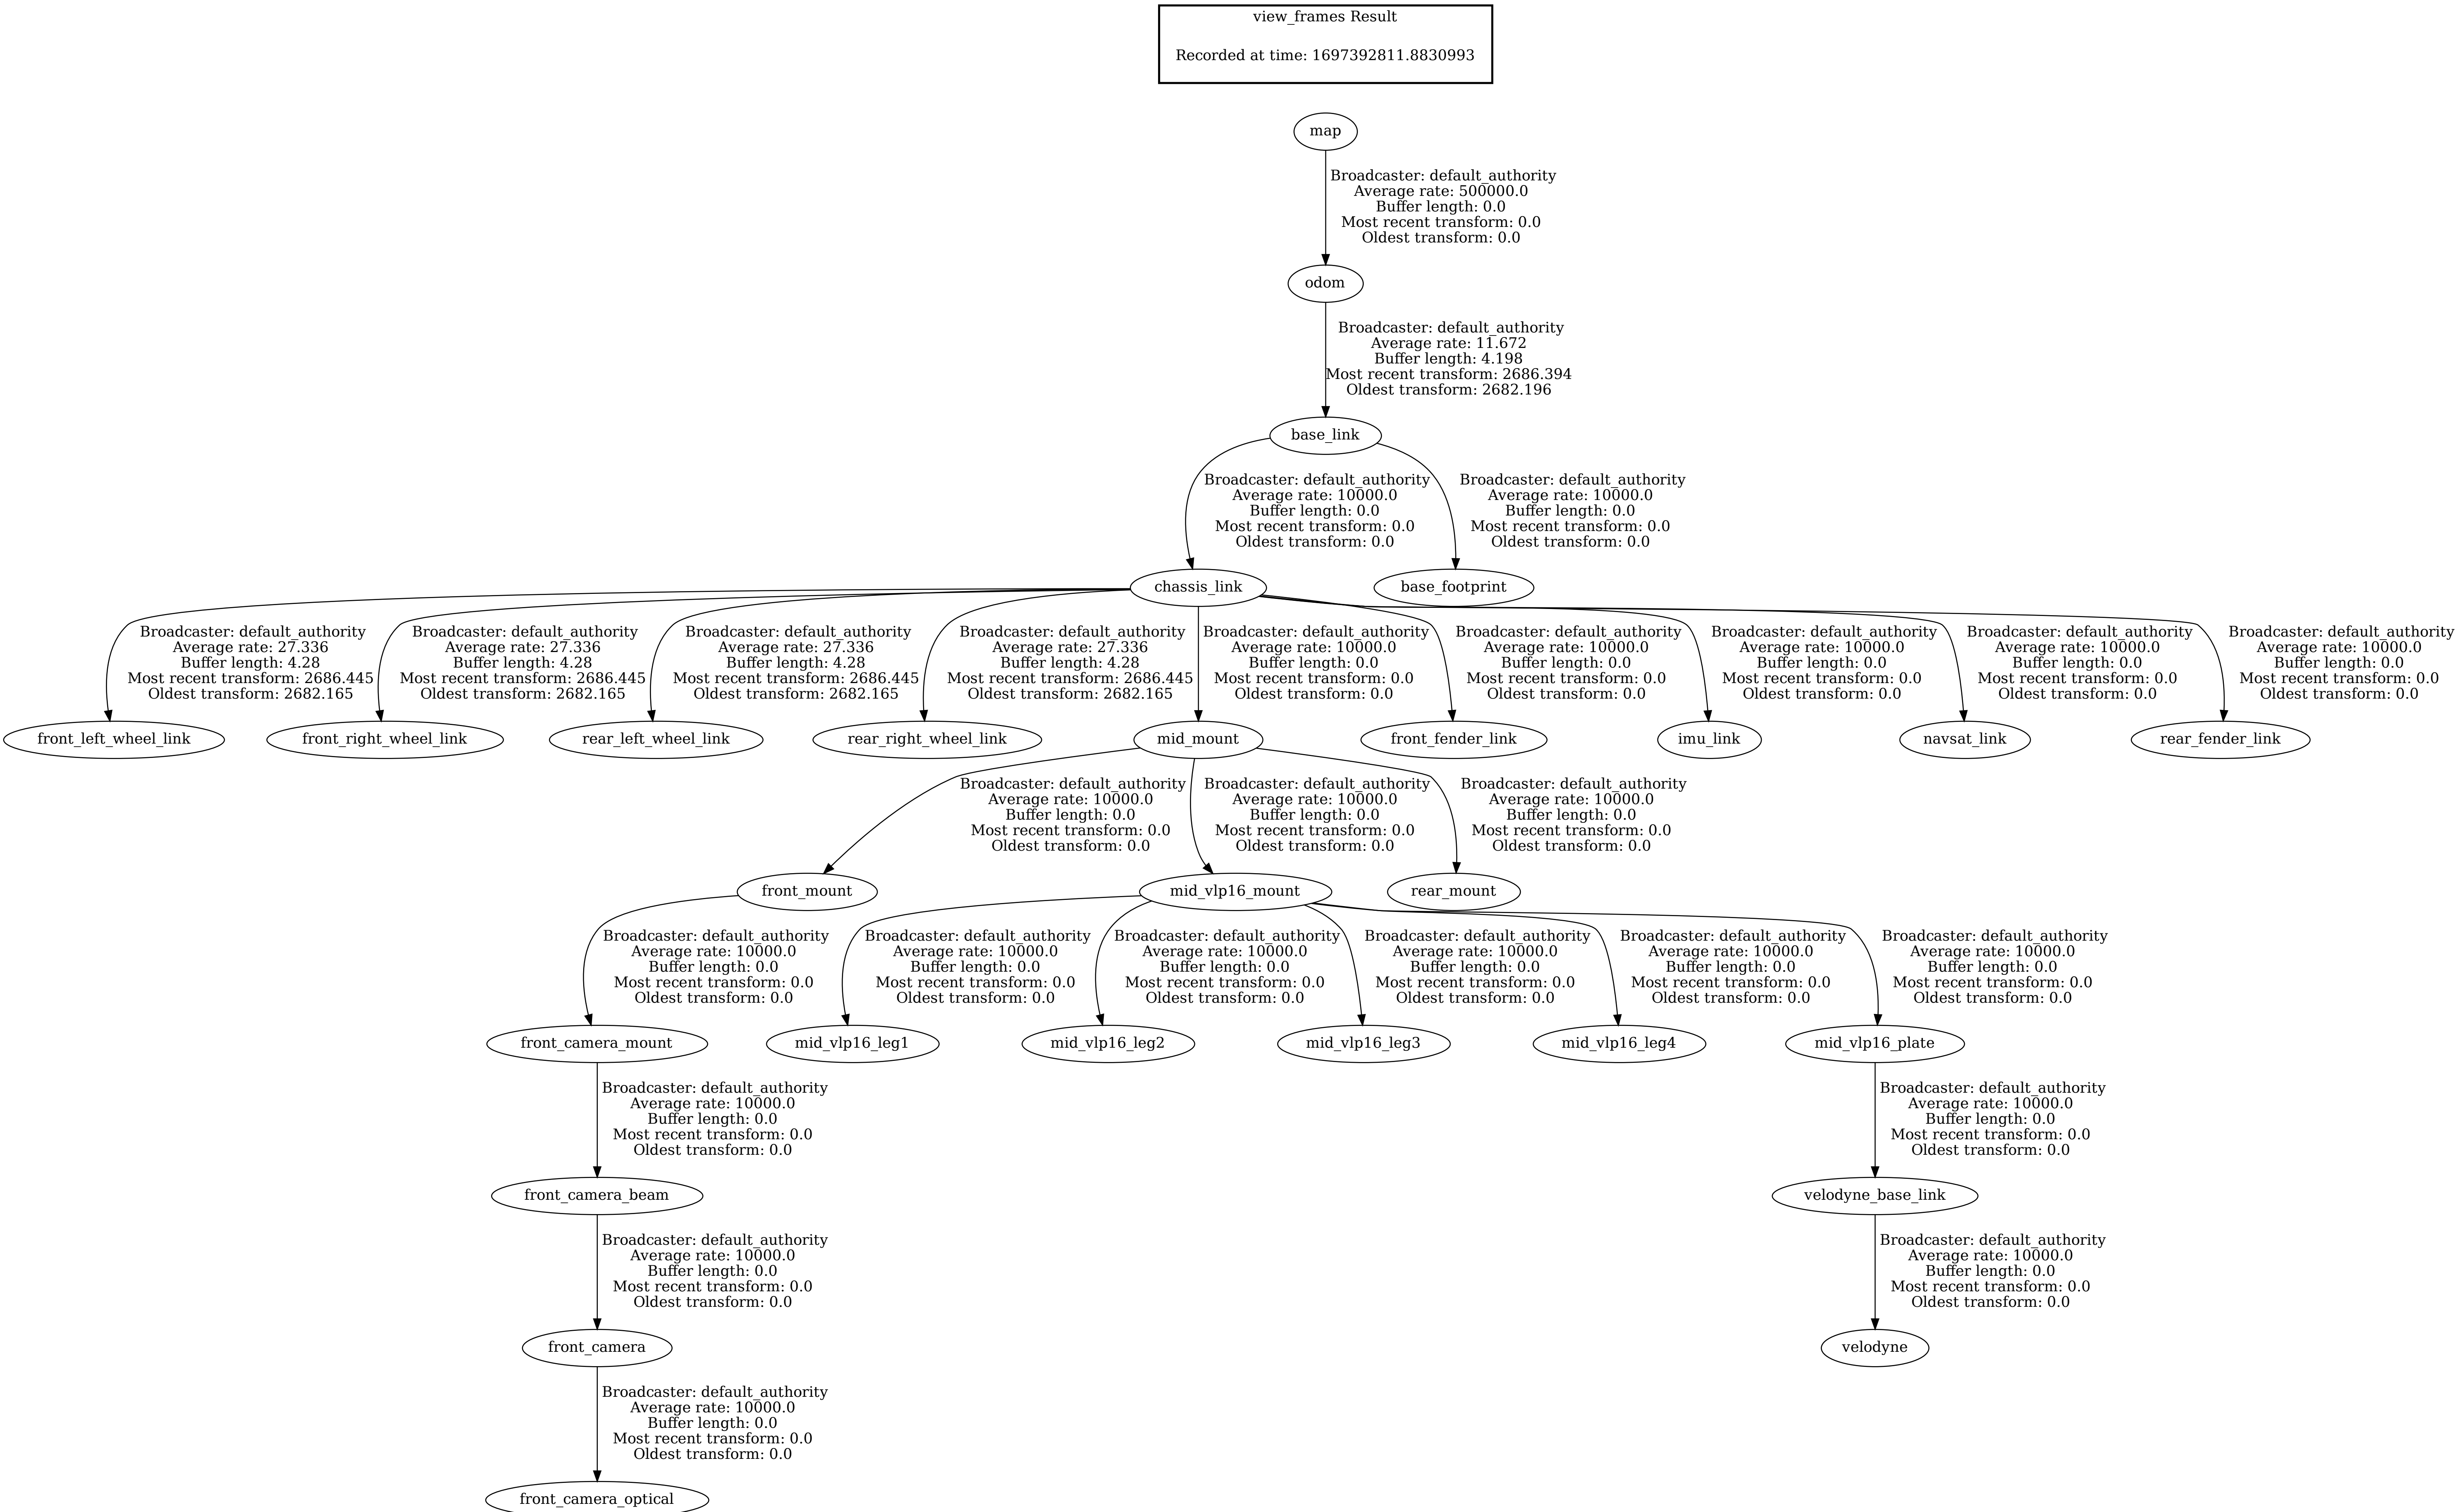 view_frames Result
Recorded at time: 1697392811.8830993
map
Broadcaster: default_authority
Average rate: 500000.0
Buffer length: 0.0
Most recent transform: 0.0
Oldest transform: 0.0
odom
Broadcaster: default_authority
Average rate: 11.672
Buffer length: 4.198
Most recent transform: 2686.394
Oldest transform: 2682.196
base_link
Broadcaster: default_authority
Average rate: 10000.0
Buffer length: 0.0
Most recent transform: 0.0
Oldest transform: 0.0
Broadcaster: default_authority
Average rate: 10000.0
Buffer length: 0.0
Most recent transform: 0.0
Oldest transform: 0.0
chassis_link
base_footprint
Broadcaster: default_authority
Average rate: 27.336
Buffer length: 4.28
Most recent transform: 2686.445
Oldest transform: 2682.165
Broadcaster: default_authority
Average rate: 27.336
Buffer length: 4.28
Most recent transform: 2686.445
Oldest transform: 2682.165
Broadcaster: default_authority
Average rate: 27.336
Buffer length: 4.28
Most recent transform: 2686.445
Oldest transform: 2682.165
Broadcaster: default_authority
Average rate: 27.336
Buffer length: 4.28
Most recent transform: 2686.445
Oldest transform: 2682.165
Broadcaster: default_authority
Average rate: 10000.0
Buffer length: 0.0
Most recent transform: 0.0
Oldest transform: 0.0
Broadcaster: default_authority
Average rate: 10000.0
Buffer length: 0.0
Most recent transform: 0.0
Oldest transform: 0.0
Broadcaster: default_authority
Average rate: 10000.0
Buffer length: 0.0
Most recent transform: 0.0
Oldest transform: 0.0
Broadcaster: default_authority
Average rate: 10000.0
Buffer length: 0.0
Most recent transform: 0.0
Oldest transform: 0.0
Broadcaster: default_authority
Average rate: 10000.0
Buffer length: 0.0
Most recent transform: 0.0
Oldest transform: 0.0
front_left_wheel_link
front_right_wheel_link
rear_left_wheel_link
rear_right_wheel_link
mid_mount
front_fender_link
imu_link
navsat_link
rear_fender_link
Broadcaster: default_authority
Average rate: 10000.0
Buffer length: 0.0
Most recent transform: 0.0
Oldest transform: 0.0
Broadcaster: default_authority
Average rate: 10000.0
Buffer length: 0.0
Most recent transform: 0.0
Oldest transform: 0.0
Broadcaster: default_authority
Average rate: 10000.0
Buffer length: 0.0
Most recent transform: 0.0
Oldest transform: 0.0
front_mount
mid_vlp16_mount
rear_mount
Broadcaster: default_authority
Average rate: 10000.0
Buffer length: 0.0
Most recent transform: 0.0
Oldest transform: 0.0
Broadcaster: default_authority
Average rate: 10000.0
Buffer length: 0.0
Most recent transform: 0.0
Oldest transform: 0.0
Broadcaster: default_authority
Average rate: 10000.0
Buffer length: 0.0
Most recent transform: 0.0
Oldest transform: 0.0
Broadcaster: default_authority
Average rate: 10000.0
Buffer length: 0.0
Most recent transform: 0.0
Oldest transform: 0.0
Broadcaster: default_authority
Average rate: 10000.0
Buffer length: 0.0
Most recent transform: 0.0
Oldest transform: 0.0
Broadcaster: default_authority
Average rate: 10000.0
Buffer length: 0.0
Most recent transform: 0.0
Oldest transform: 0.0
front_camera_mount
mid_vlp16_leg1
mid_vlp16_leg2
mid_vlp16_leg3
mid_vlp16_leg4
mid_vlp16_plate
Broadcaster: default_authority
Average rate: 10000.0
Buffer length: 0.0
Most recent transform: 0.0
Oldest transform: 0.0
Broadcaster: default_authority
Average rate: 10000.0
Buffer length: 0.0
Most recent transform: 0.0
Oldest transform: 0.0
front_camera_beam
velodyne_base_link
Broadcaster: default_authority
Average rate: 10000.0
Buffer length: 0.0
Most recent transform: 0.0
Oldest transform: 0.0
Broadcaster: default_authority
Average rate: 10000.0
Buffer length: 0.0
Most recent transform: 0.0
Oldest transform: 0.0
front_camera
velodyne
Broadcaster: default_authority
Average rate: 10000.0
Buffer length: 0.0
Most recent transform: 0.0
Oldest transform: 0.0
front_camera_optical